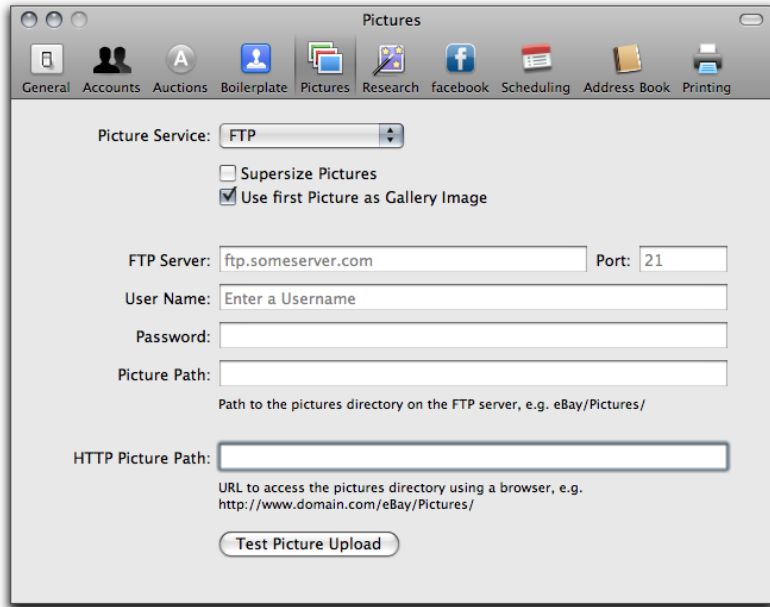 Pictures
General Accounts Auctions Boilerplate Pictures Research facebook Scheduling Address Book Printing
Picture Service: FTP
Supersize Pictures
Use first Picture as Gallery Image
FTP Server: ftp.someserver.com Port: 21
User Name: Enter a Username
Password:
Picture Path:
Path to the pictures directory on the FTP server, e.g. eBay/Pictures/
HTTP Picture Path:
URL to access the pictures directory using a browser, e.g.
http://www.domain.com/eBay/Pictures/
Test Picture Upload